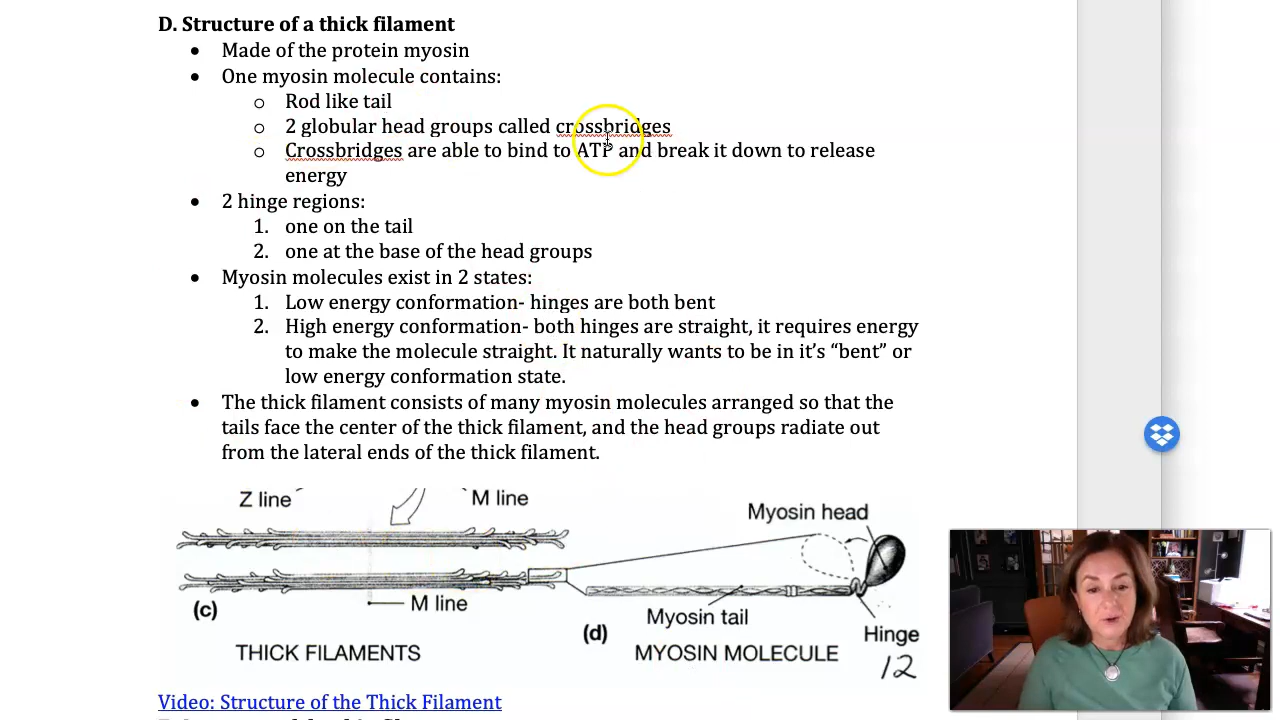 D. Structure of a thick filament
• Made of the protein myosin
• One myosin molecule contains:
o Rod like tail
o 2 globular head groups called crossbridges
o Crossbridges are able to bind to ATP and break it down to release
energy
• 2 hinge regions:
1. one on the tail
2. one at the base of the head groups
• Myosin molecules exist in 2 states:
1. Low energy conformation- hinges are both bent
2. High energy conformation- both hinges are straight, it requires energy
to make the molecule straight. It naturally wants to be in it’s “bent” or
low energy conformation state.
• The thick filament consists of many myosin molecules arranged so that the
tails face the center of the thick filament, and the head groups radiate out
from the lateral ends of the thick filament.
Z line
M line
Myosin head
M line
(c)
Myosin tail
(d)
Hinge
THICK FILAMENTS
MYOSIN MOLECULE
12
Video: Structure of the Thick Filament